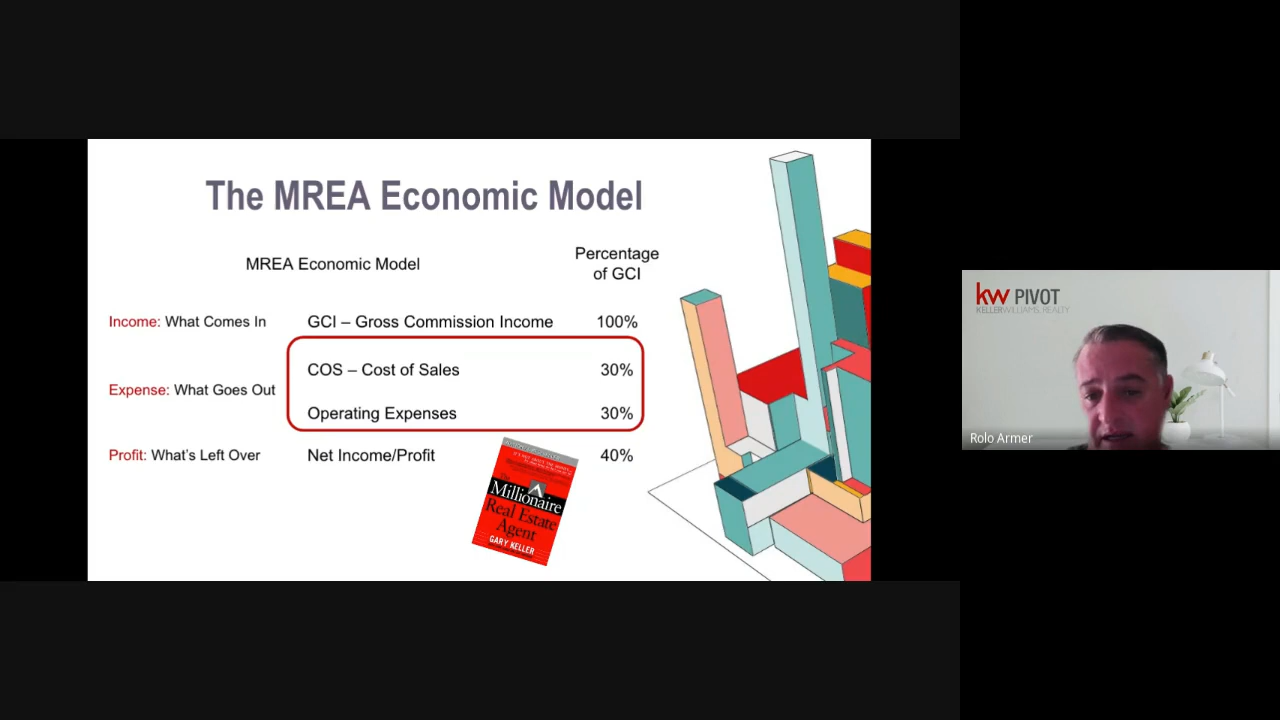 The MREA Economic Model
MREA Economic Model
Percentage
of GCI
Income: What Comes In
GCI – Gross Commission Income
100%
COS – Cost of Sales
30%
Expense: What Goes Out
Operating Expenses
30%
Profit: What's Left Over
Net Income/Profit
40%
Millionaire
Real Estate
Agent
GARY KELLER
kw PIVOT
KELLERWILLIAMS. REALTY
Rolo Armer